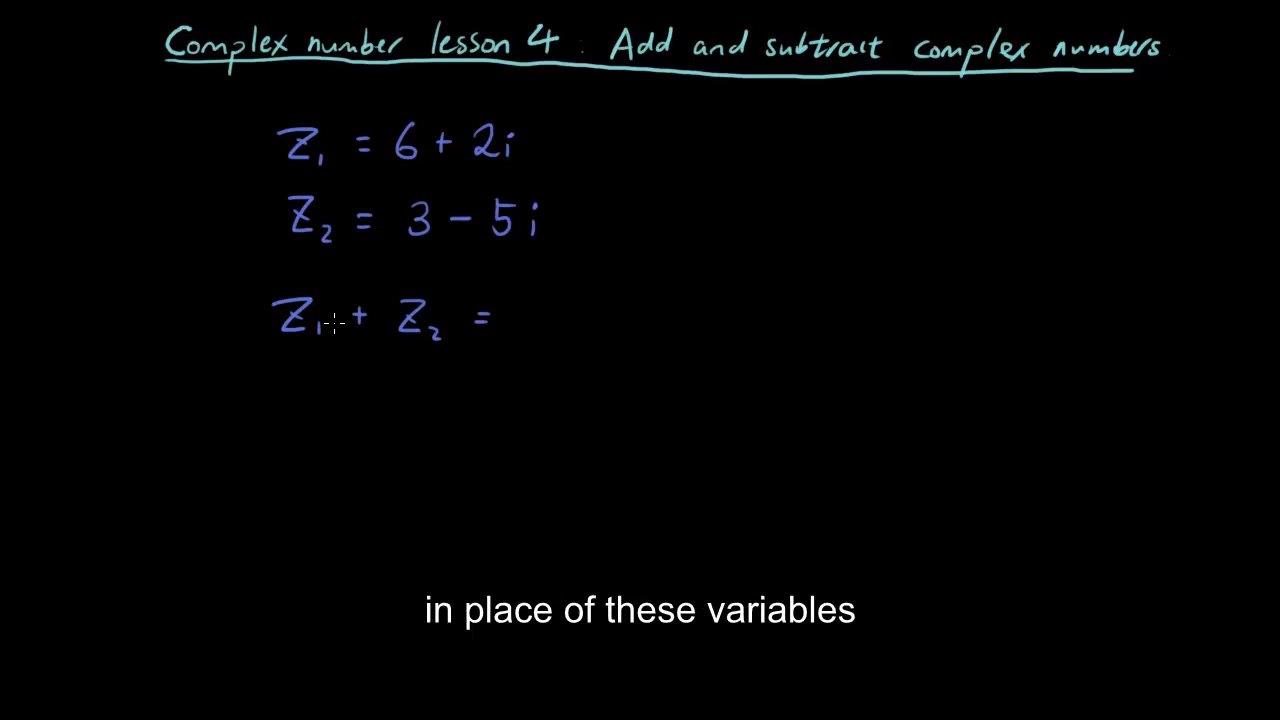 Complex number lesson 4 : Add and subtract complex numbers
Z₁ = 6 + 2i
Z₂ = 3 - 5i
Z₁ + Z₂ =
in place of these variables